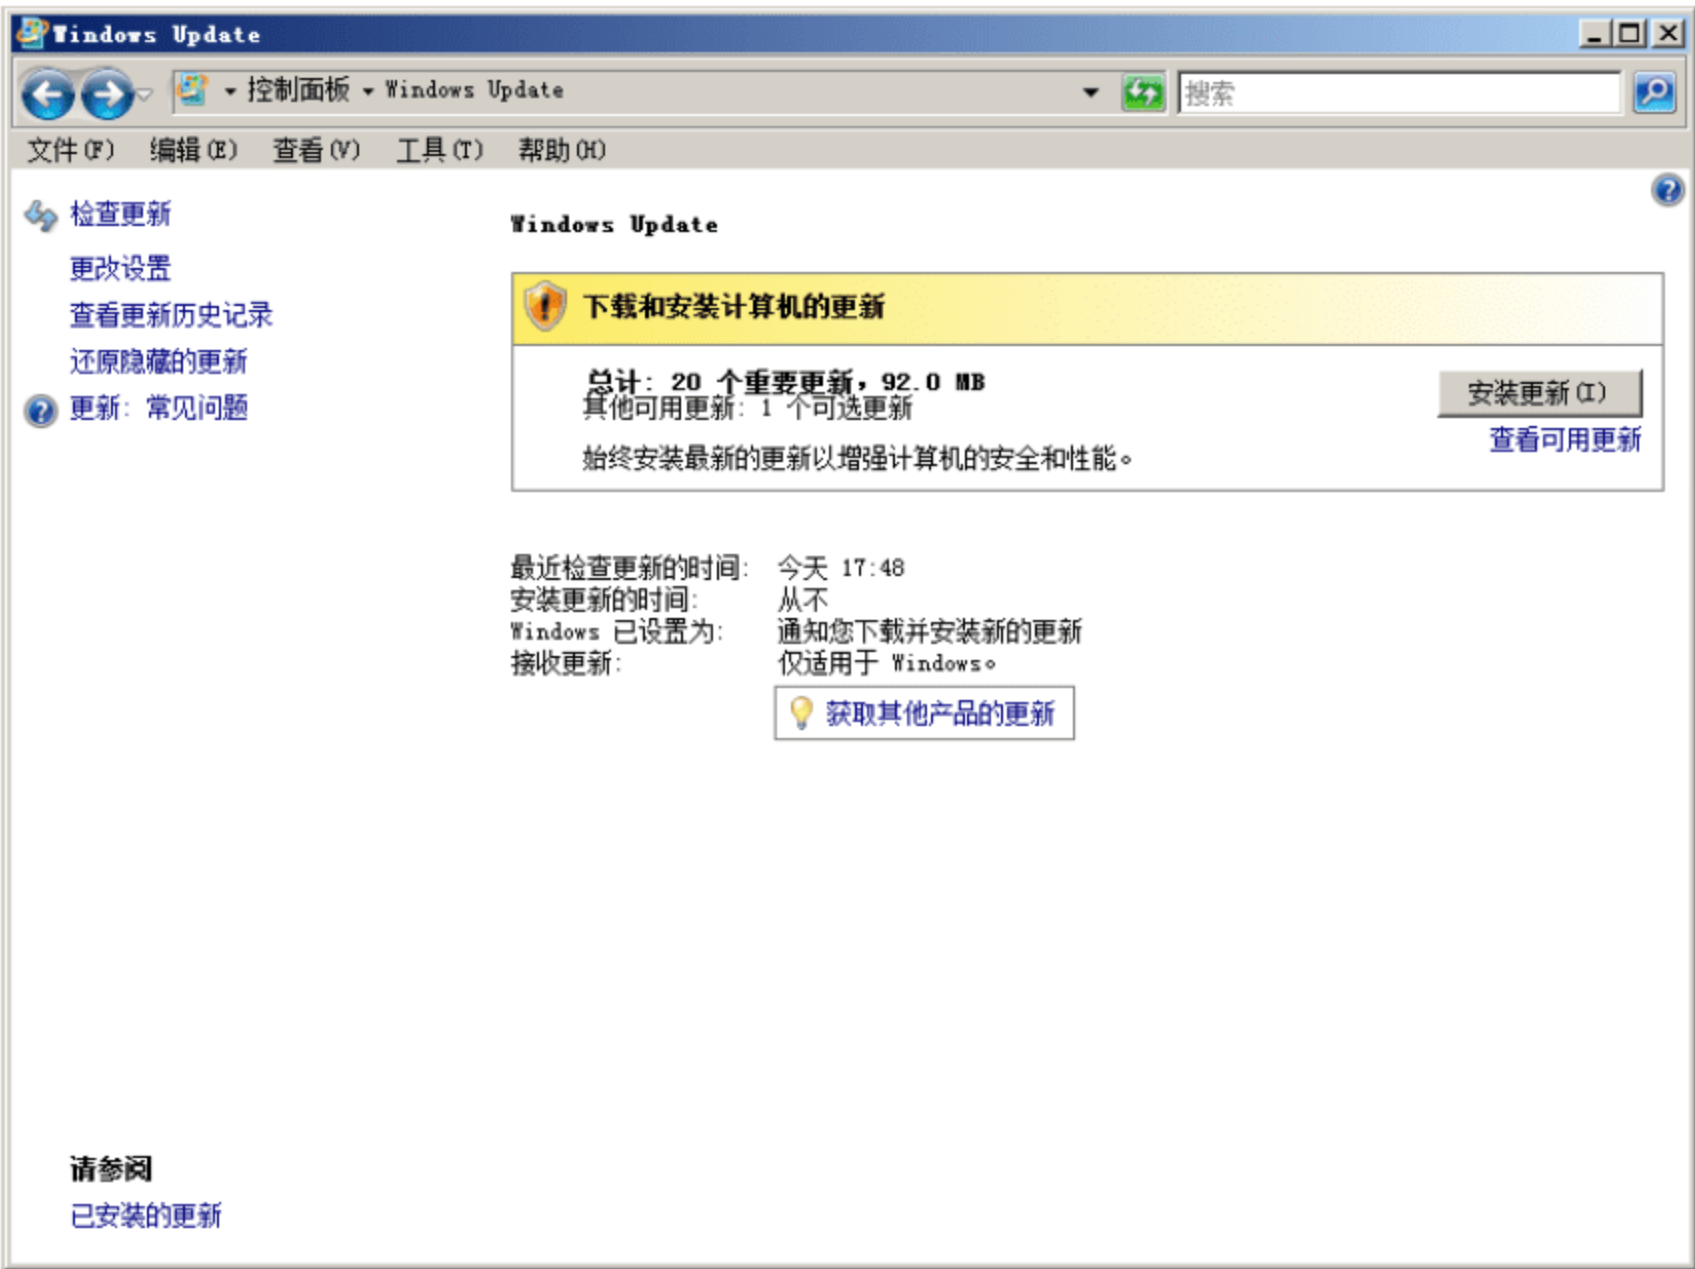 Windows Update
控制面板 Windows Update
搜索
文件(F) 编辑(E) 查看(V) 工具(T) 帮助(H)
检查更新
更改设置
查看更新历史记录
还原隐藏的更新
更新: 常见问题
Windows Update
下载和安装计算机的更新
总计: 20 个重要更新，92.0 MB
其他可用更新: 1 个可选更新
始终安装最新的更新以增强计算机的安全和性能。
安装更新(I)
查看可用更新
最近检查更新的时间: 今天 17:48
安装更新的时间: 从不
Windows 已设置为: 通知您下载并安装新的更新
接收更新: 仅适用于 Windows。
获取其他产品的更新
请参阅
已安装的更新